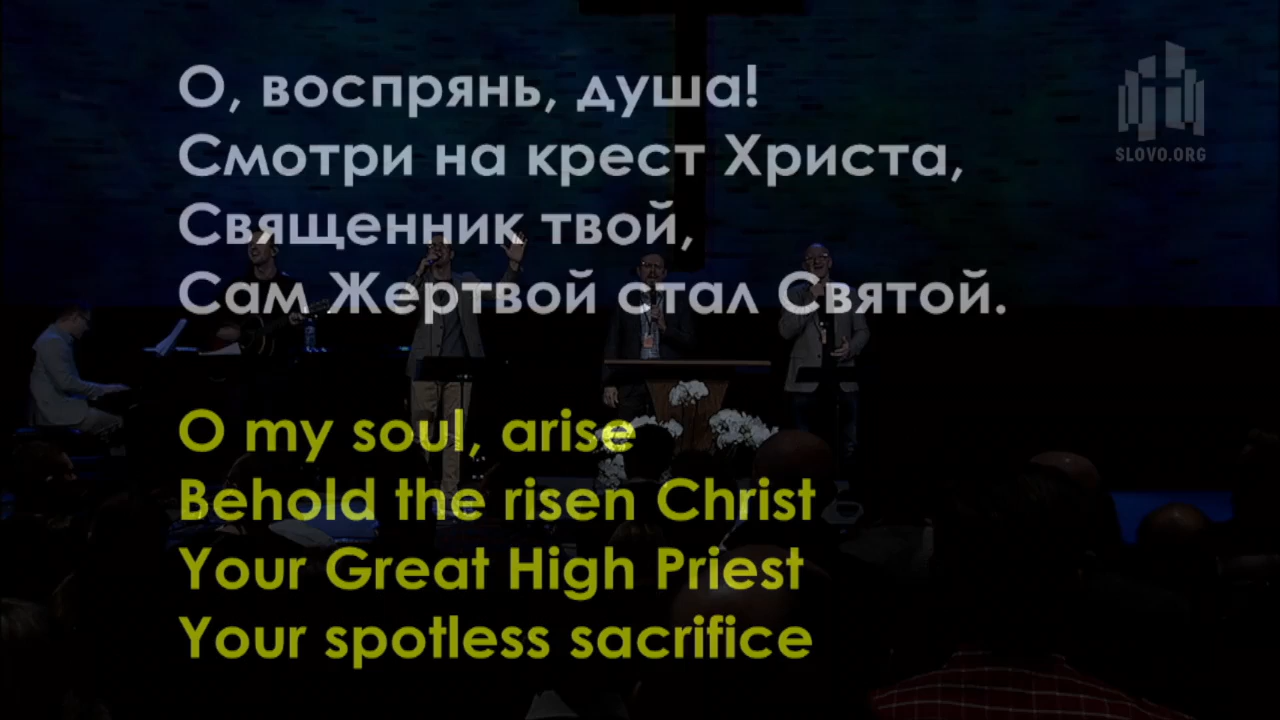 О, воспрянь, душа!
Смотри на крест Христа,
Священник твой,
Сам Жертвой стал Святой.
SLOVO.ORG
O my soul, arise
Behold the risen Christ
Your Great High Priest
Your spotless sacrifice